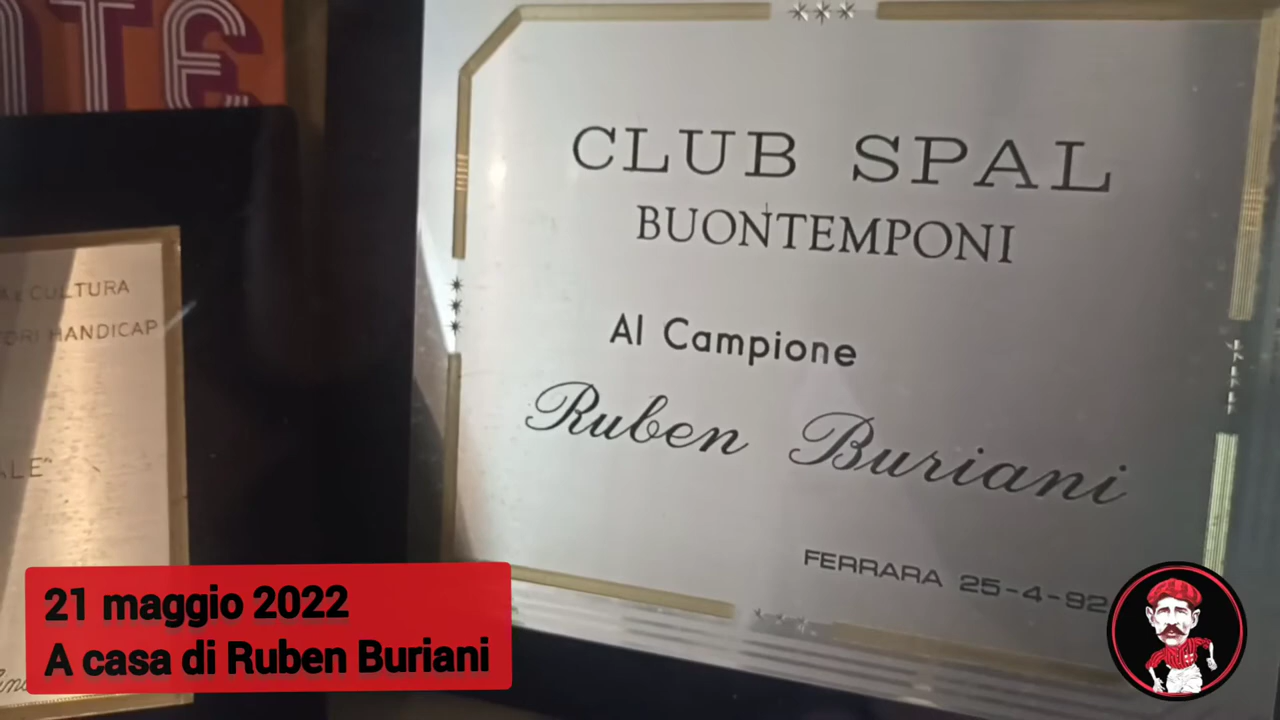 CLUB SPAL
BUONTEMPONI
Al Campione
Ruben Buriani
FERRARA 25-4-92
CULTURA
HANDICAP
21 maggio 2022
A casa di Ruben Buriani